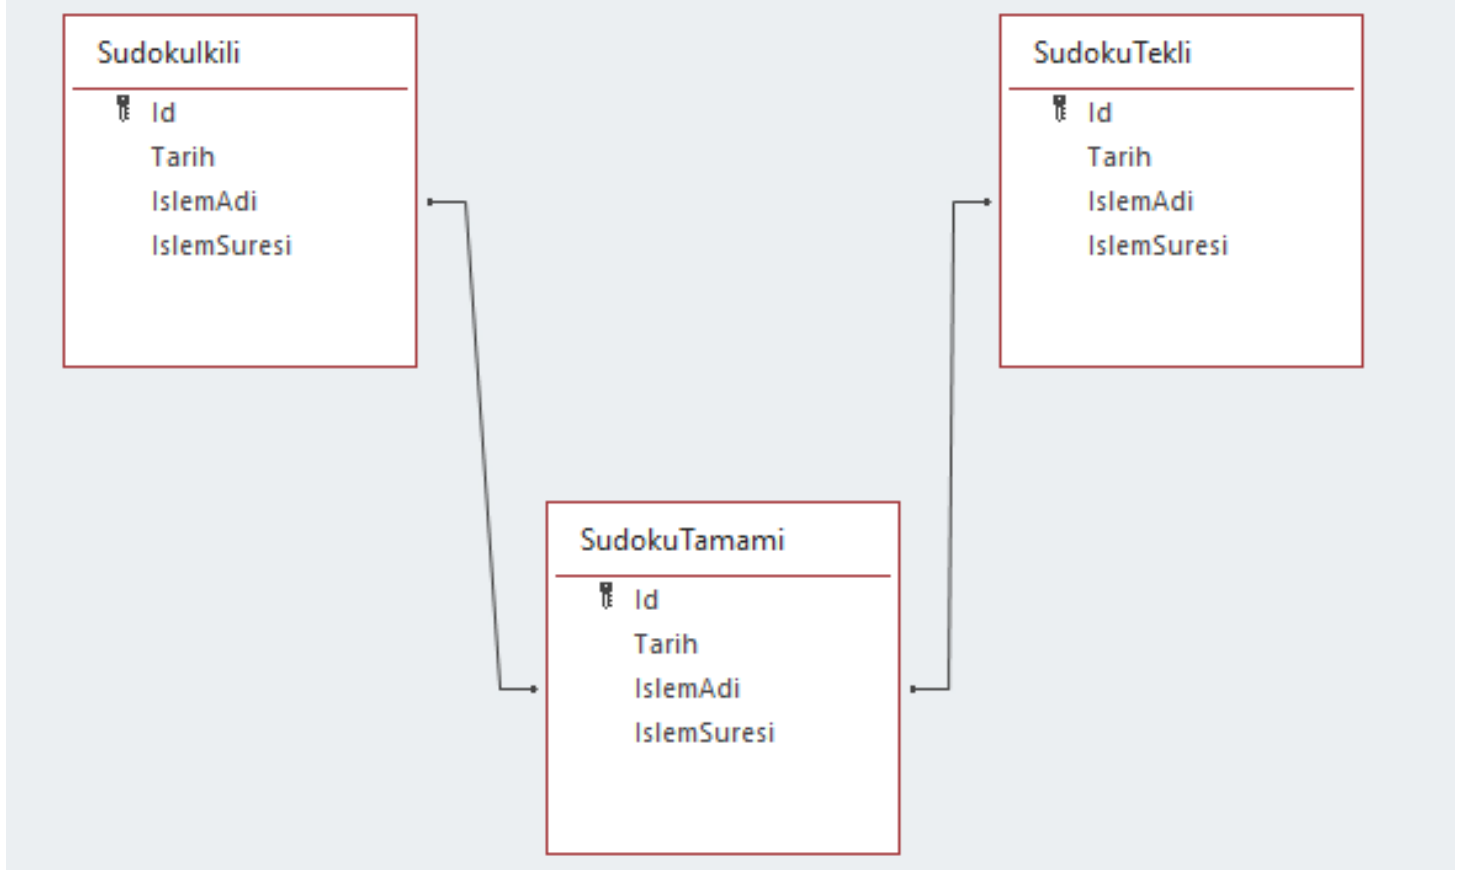 SudokuIkili
Id
Tarih
IslemAdi
IslemSuresi
SudokuTekli
Id
Tarih
IslemAdi
IslemSuresi
SudokuTamami
Id
Tarih
IslemAdi
IslemSuresi